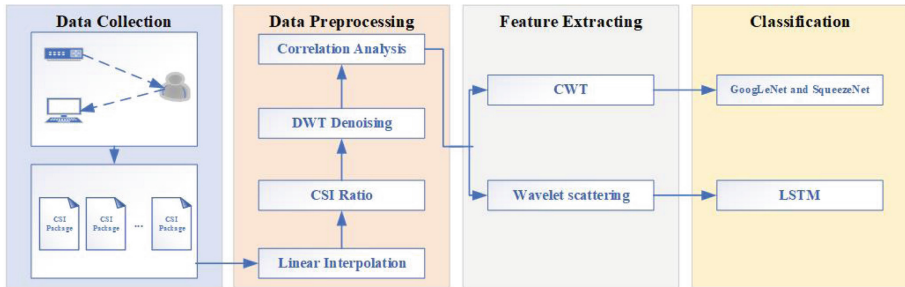 Data Collection
CSI
Package
CSI
Package
...
CSI
Package
Data Preprocessing
Correlation Analysis
DWT Denoising
CSI Ratio
Linear Interpolation
Feature Extracting
CWT
Wavelet scattering
Classification
GoogLeNet and SqueezeNet
LSTM